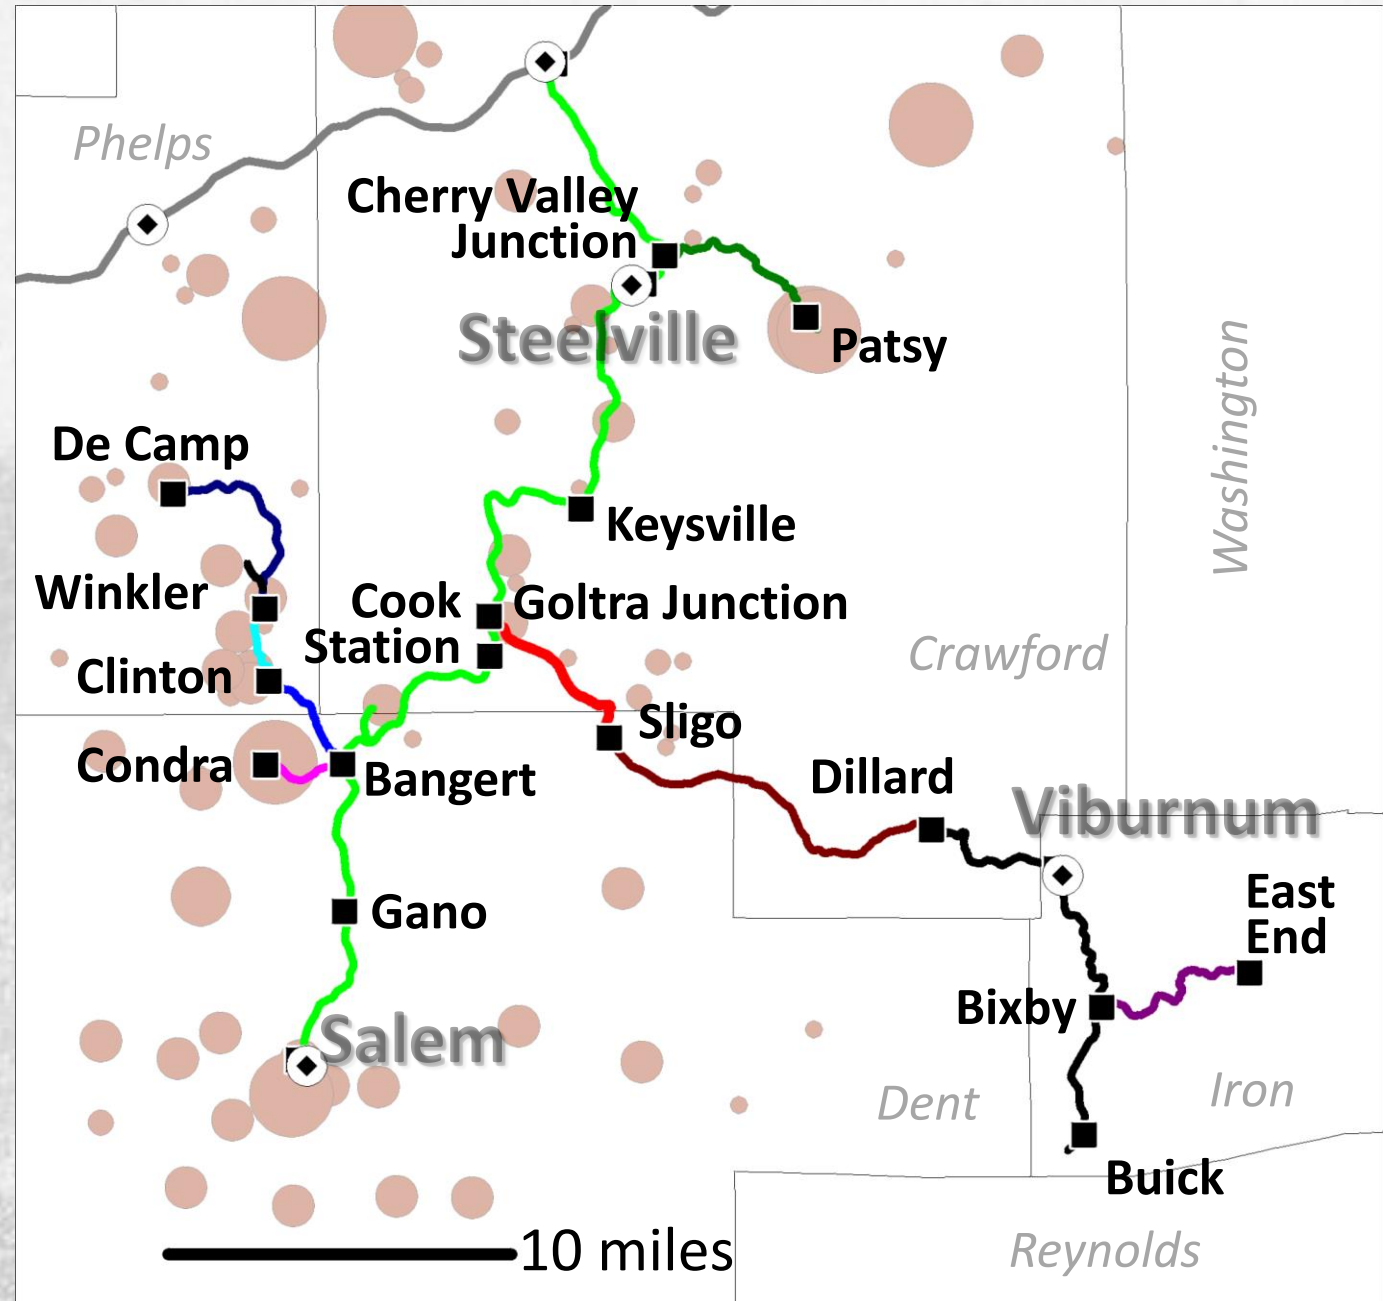 Phelps
Cherry Valley
Junction
Steelville
Patsy
Washington
De Camp
Keysville
Winkler
Cook
Station
Goltra Junction
Crawford
Clinton
Sligo
Condra
Bangert
Dillard
Viburnum
Gano
East
End
Bixby
Salem
Dent
Iron
Buick
10 miles
Reynolds